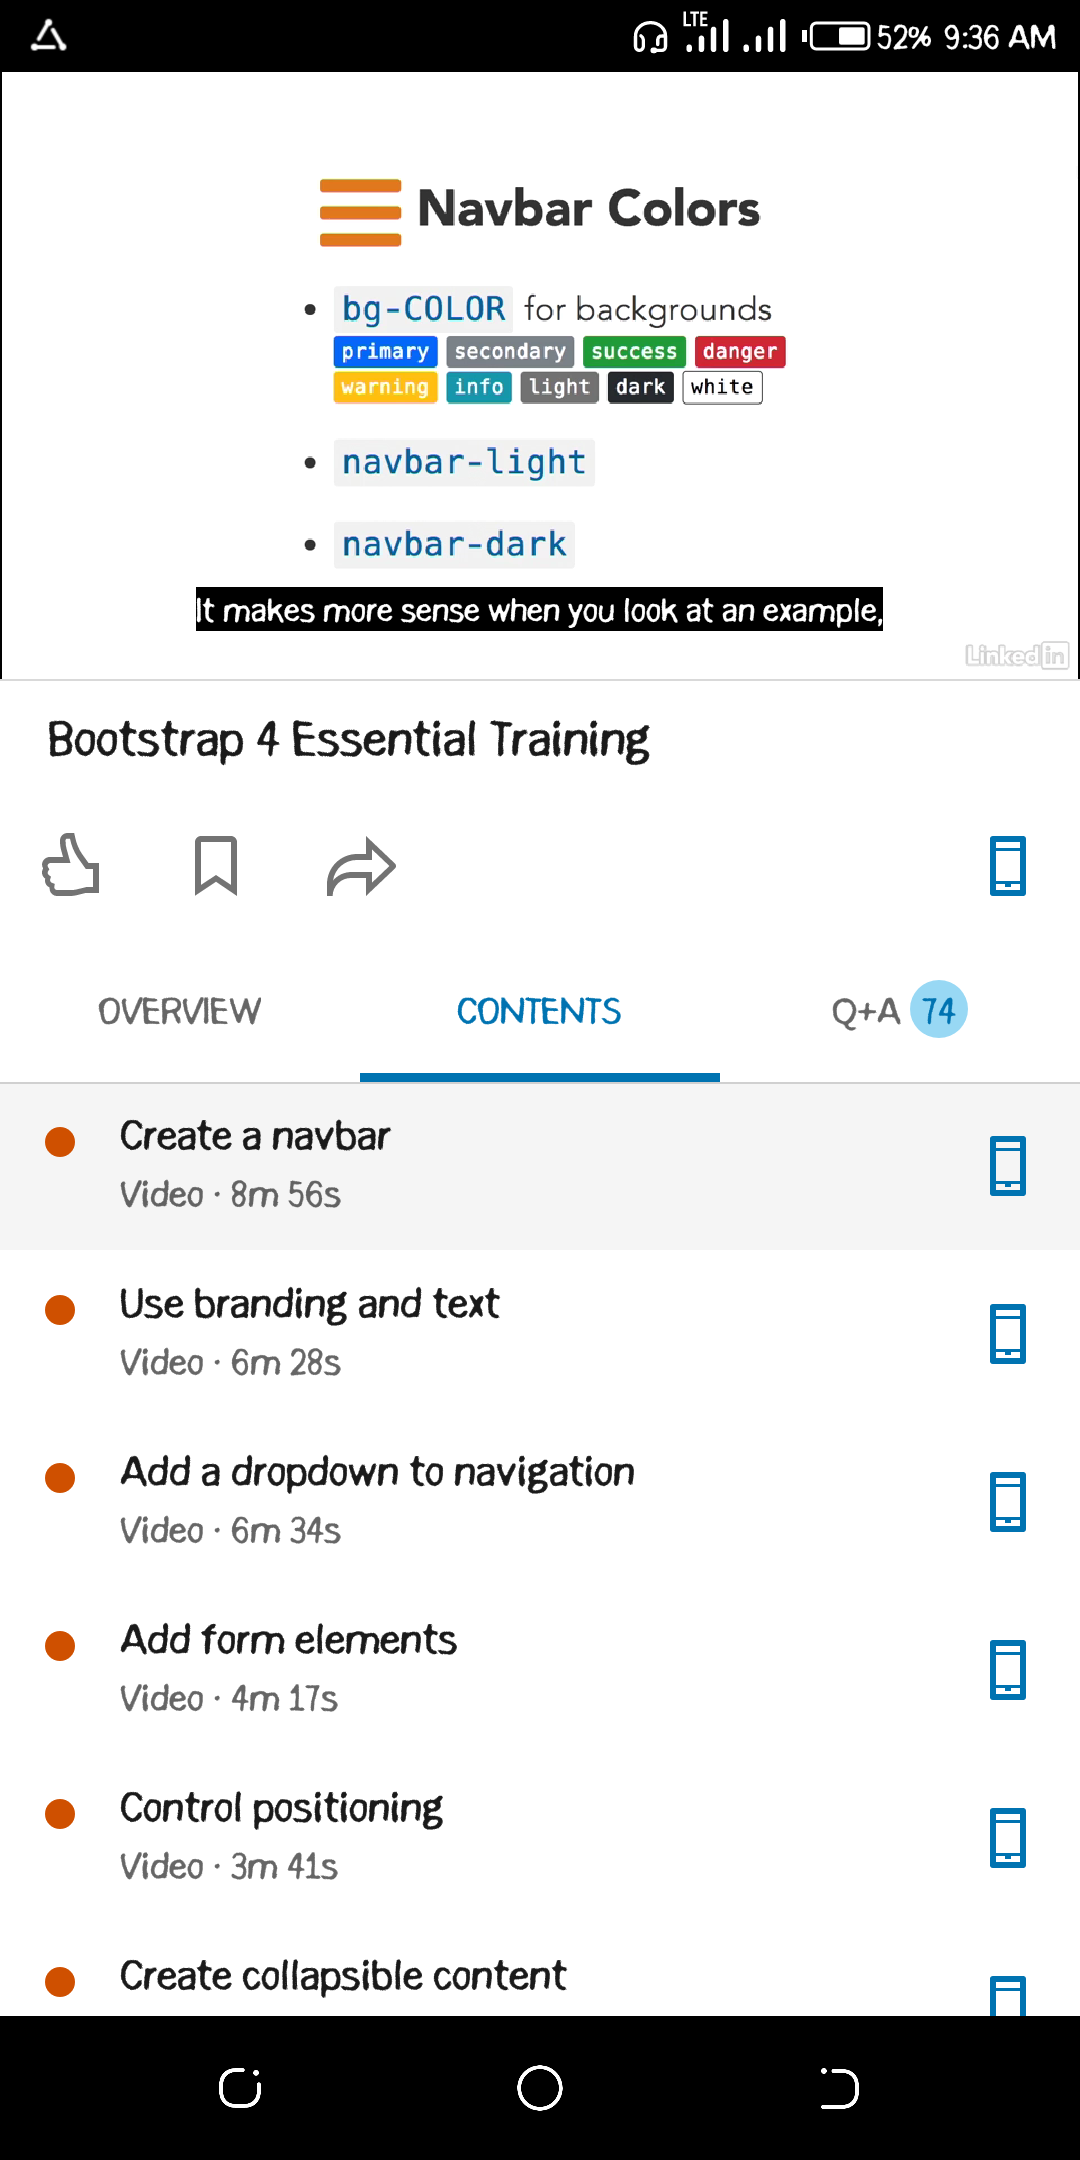 LTE 52% 9:36 AM
Navbar Colors
• bg-COLOR for backgrounds
primary secondary success danger
warning info light dark white
• navbar-light
• navbar-dark
It makes more sense when you look at an example,
Linked in
Bootstrap 4 Essential Training
OVERVIEW CONTENTS Q+A 74
Create a navbar
Video · 8m 56s
Use branding and text
Video · 6m 28s
Add a dropdown to navigation
Video · 6m 34s
Add form elements
Video · 4m 17s
Control positioning
Video · 3m 41s
Create collapsible content